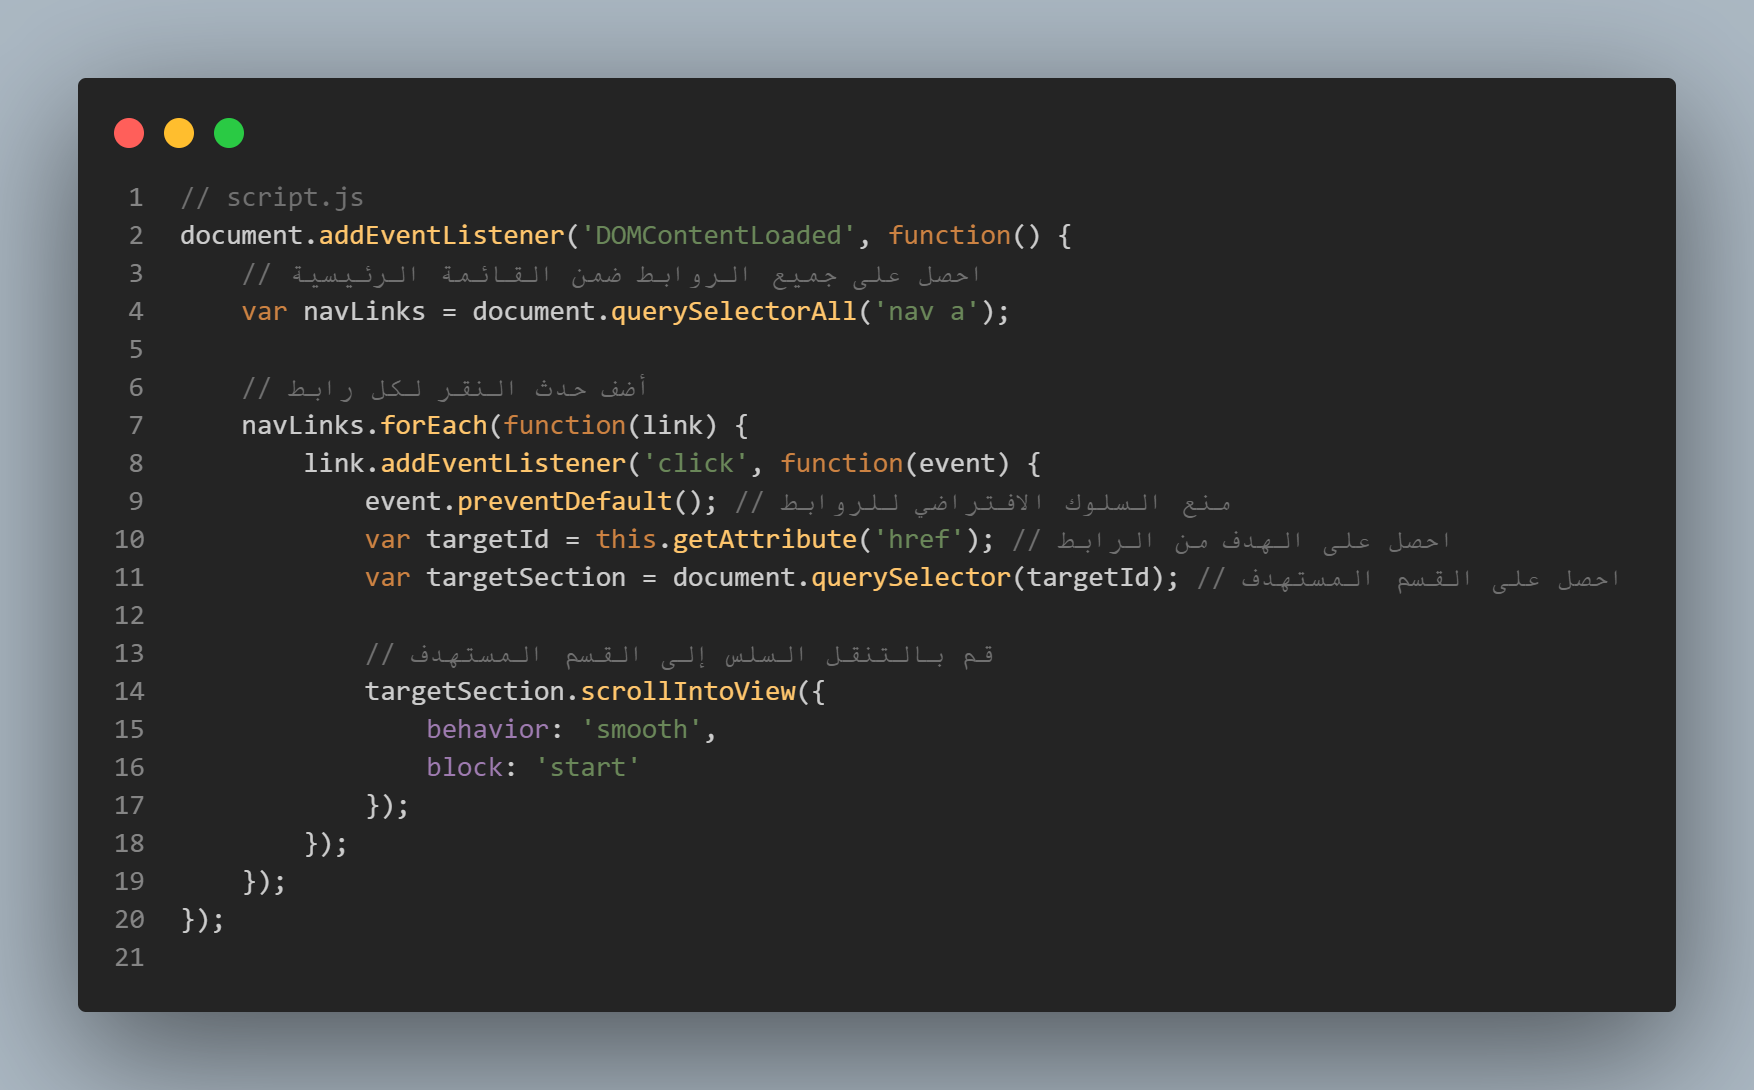 1 // script.js
2 document.addEventListener('DOMContentLoaded', function() {
3     // احصل على جميع الروابط ضمن القائمة الرئيسية
4     var navLinks = document.querySelectorAll('nav a');
5
6     // أضف حدث النقر لكل رابط
7     navLinks.forEach(function(link) {
8         link.addEventListener('click', function(event) {
9             event.preventDefault(); // منع السلوك الافتراضي للروابط
10             var targetId = this.getAttribute('href'); // احصل على الهدف من الرابط
11             var targetSection = document.querySelector(targetId); // احصل على القسم المستهدف
12
13             // قم بالتنقل السلس إلى القسم المستهدف
14             targetSection.scrollIntoView({
15                 behavior: 'smooth',
16                 block: 'start'
17             });
18         });
19     });
20 });
21